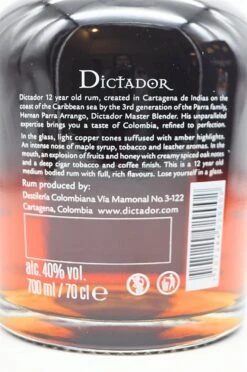 DICTADOR
Dictador 12 year old rum, created in Cartagena de Indias on the
coast of the Caribbean sea by the 3rd generation of the Parra family,
Hernan Parra Arrango, Dictador Master Blender. His unparalleled
expertise brings you a taste of Colombia, refined to perfection.
In the glass, light copper tones suffused with amber highlights.
An intense nose of maple syrup, tobacco and leather aromas. In the
mouth, an explosion of fruits and honey with creamy spiced oak notes
and a deep cigar tobacco and coffee finish. This is a 12 year old
medium bodied rum with full, rich flavours. Lose yourself in a glass.
Rum produced by:
Destilería Colombiana Vía Mamonal No.3-122
Cartagena, Colombia www.dictador.com
alc. 40% vol.
700 ml / 70 cl e